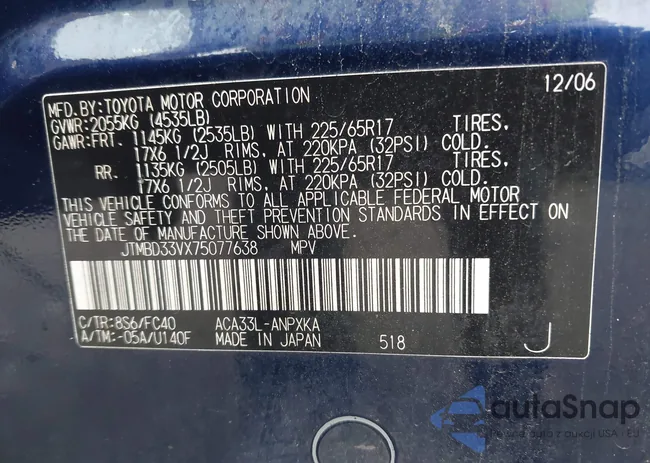 12/06
MFD.BY:TOYOTA MOTOR CORPORATION
GVWR:2055KG (4535LB)
GAWR:FRT. 1145KG (2535LB) WITH 225/65R17 TIRES,
17X6 1/2J RIMS, AT 220KPA (32PSI) COLD.
RR. 1135KG (2505LB) WITH 225/65R17 TIRES,
17X6 1/2J RIMS, AT 220KPA (32PSI) COLD.
THIS VEHICLE CONFORMS TO ALL APPLICABLE FEDERAL MOTOR
VEHICLE SAFETY AND THEFT PREVENTION STANDARDS IN EFFECT ON
THE DATE OF MANUFACTURE SHOWN ABOVE.
JTMBD33VX75077638 MPV
C/TR:8S6/FC40 ACA33L-ANPXKA
A/TM:-05A/U140F MADE IN JAPAN 518 J
autaSnap
auto z aukcji USA EU